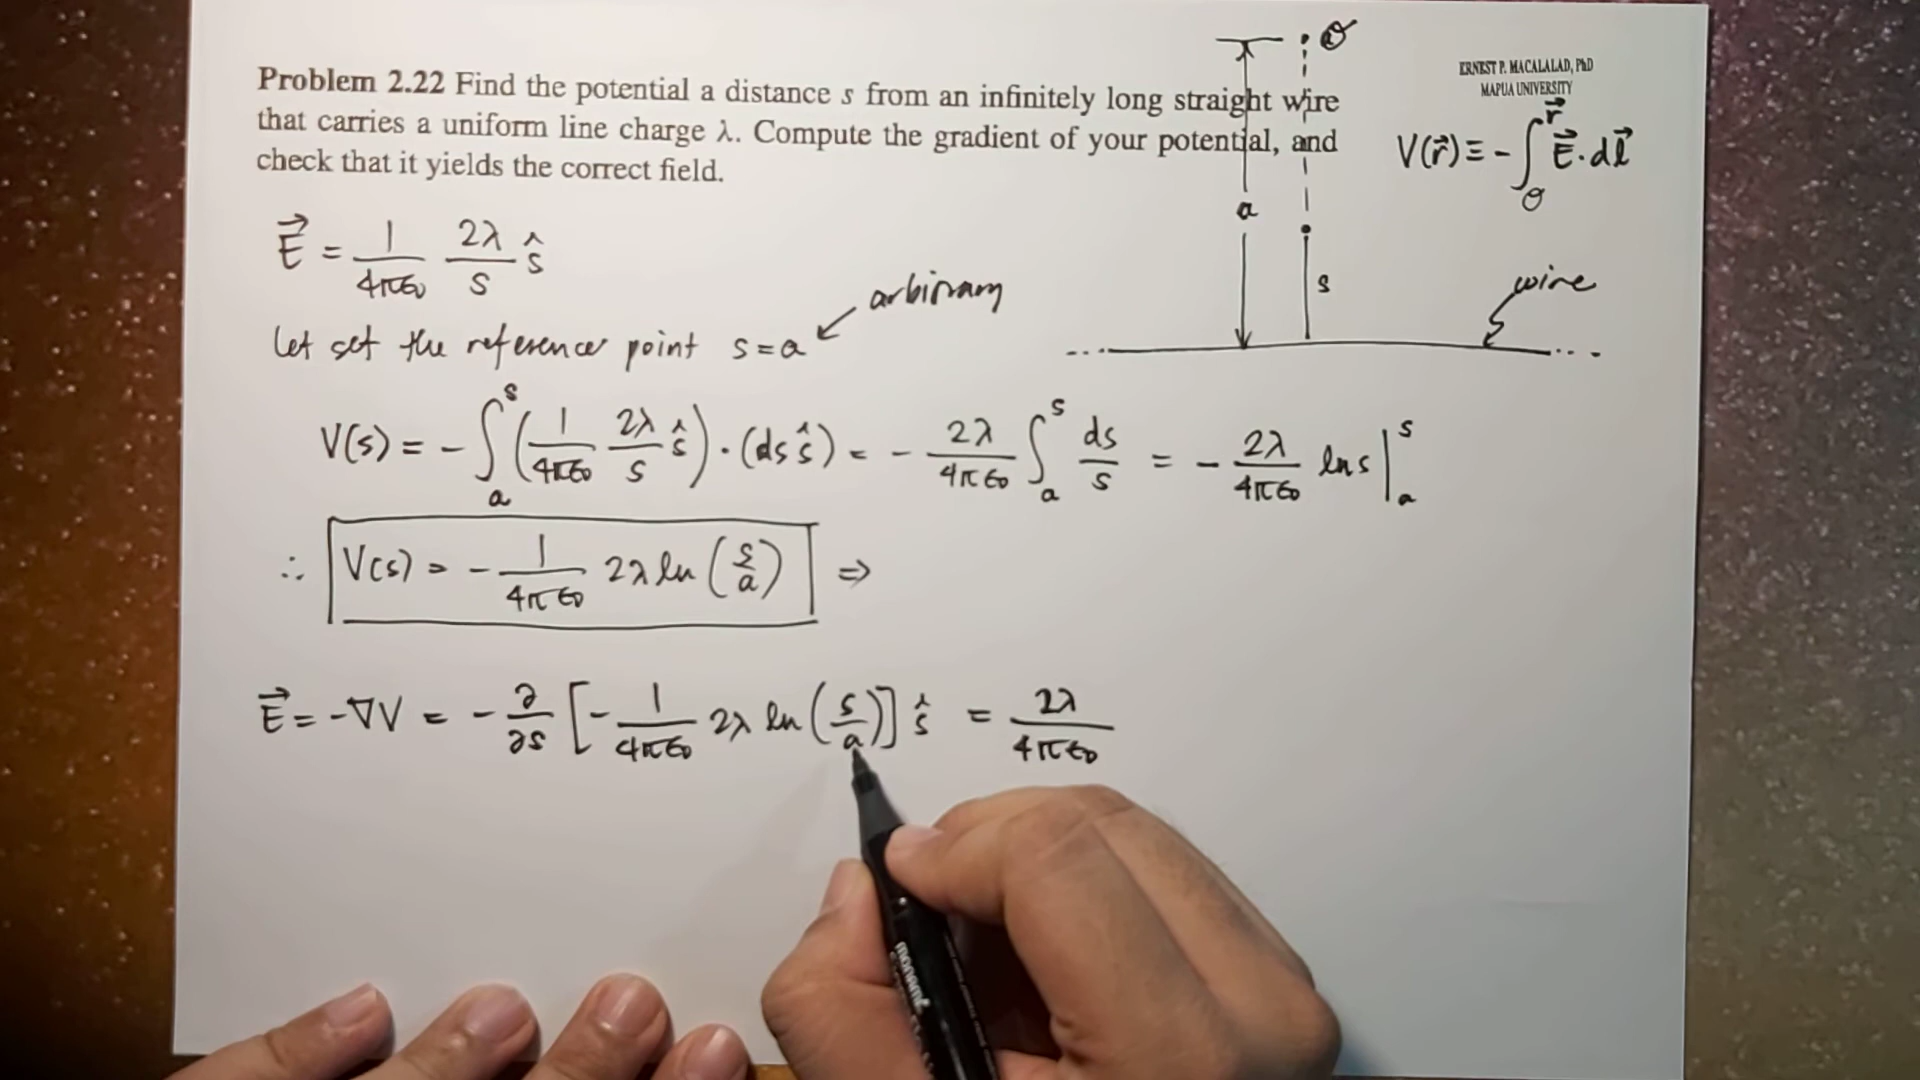 Problem 2.22 Find the potential a distance s from an infinitely long straight wire
that carries a uniform line charge λ. Compute the gradient of your potential, and
check that it yields the correct field.
ERNEST P. MACALALAD, PhD
MAPUA UNIVERSITY
V(r⃗) ≡ - ∫_O^r⃗ E⃗ · dl⃗
O
a
s
wire
E⃗ = 1/4πϵ₀ 2λ/s ŝ
Let set the reference point s = a
arbitrary
V(s) = - ∫_a^s (1/4πϵ₀ 2λ/s ŝ) · (ds ŝ) = - 2λ/4πϵ₀ ∫_a^s ds/s = - 2λ/4πϵ₀ ln s |_a^s
∴ V(s) = - 1/4πϵ₀ 2λ ln (s/a) ⇒
E⃗ = -∇V = - ∂/∂s [- 1/4πϵ₀ 2λ ln (s/a)] ŝ = 2λ/4πϵ₀
monami